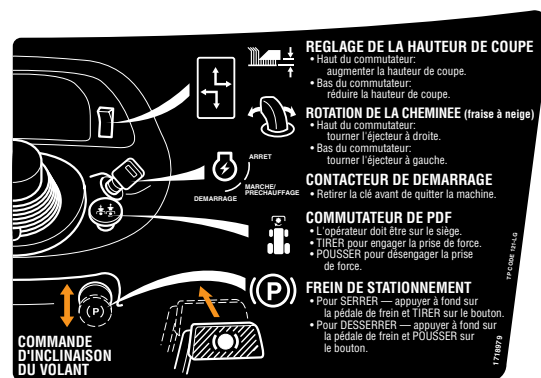 REGLAGE DE LA HAUTEUR DE COUPE
• Haut du commutateur:
augmenter la hauteur de coupe.
• Bas du commutateur:
réduire la hauteur de coupe.
ROTATION DE LA CHEMINEE (fraise à neige)
• Haut du commutateur:
tourner l'éjecteur à droite.
• Bas du commutateur:
tourner l'éjecteur à gauche.
ARRET
MARCHE/
PRECHAUFFAGE
DEMARRAGE
CONTACTEUR DE DEMARRAGE
• Retirer la clé avant de quitter la machine.
COMMUTATEUR DE PDF
• L'opérateur doit être sur le siège.
• TIRER pour engager la prise de force.
• POUSSER pour désengager la prise
de force.
(P)
(P)
FREIN DE STATIONNEMENT
• Pour SERRER — appuyer à fond sur
la pédale de frein et TIRER sur le bouton.
• Pour DESSERRER — appuyer à fond sur
la pédale de frein et POUSSER sur
le bouton.
COMMANDE
D'INCLINAISON
DU VOLANT
TP CODE 121-LG
1718979